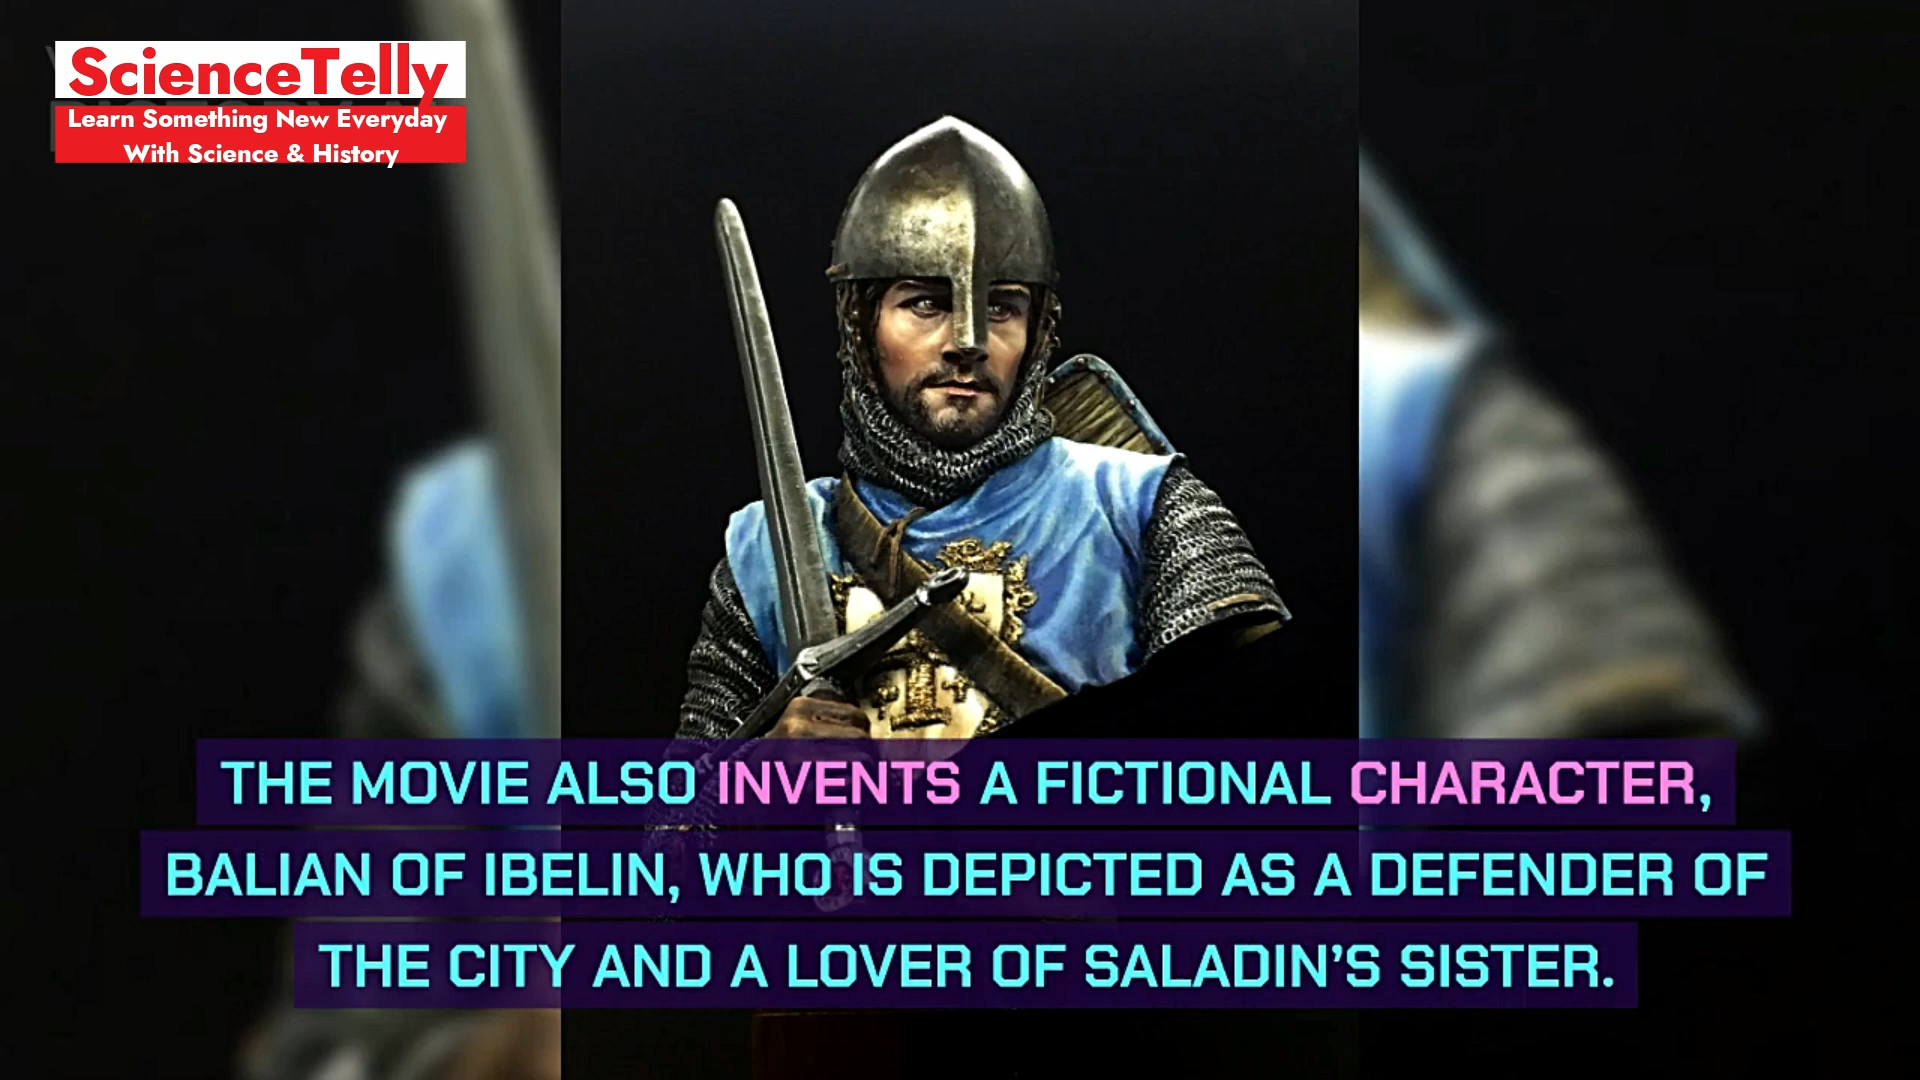 ScienceTelly
Learn Something New Everyday
With Science & History
THE MOVIE ALSO INVENTS A FICTIONAL CHARACTER,
BALIAN OF IBELIN, WHO IS DEPICTED AS A DEFENDER OF
THE CITY AND A LOVER OF SALADIN'S SISTER.